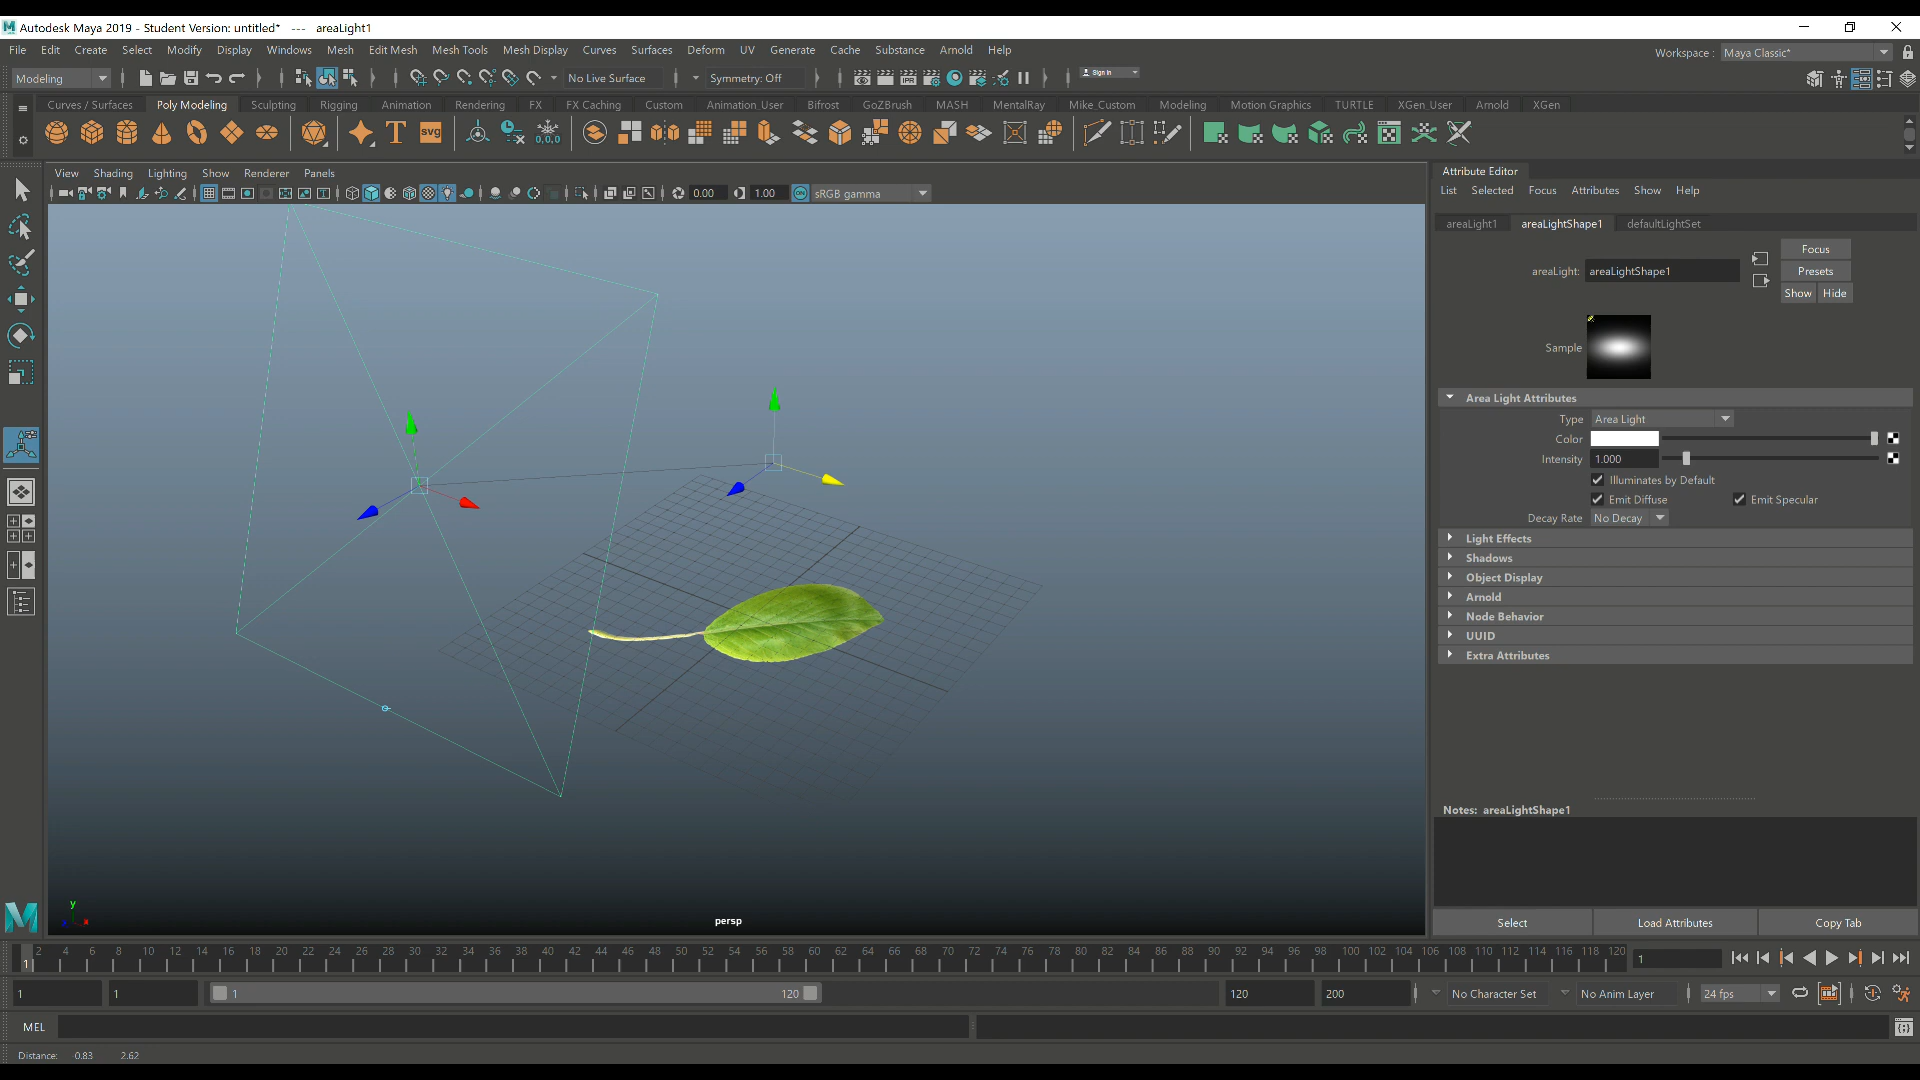 Autodesk Maya 2019 - Student Version: untitled* --- areaLight1
File Edit Create Select Modify Display Windows Mesh Edit Mesh Mesh Tools Mesh Display Curves Surfaces Deform UV Generate Cache Substance Arnold Help
Workspace : Maya Classic*
Modeling No Live Surface Symmetry: Off IPR Sign in
Curves / Surfaces Poly Modeling Sculpting Rigging Animation Rendering FX FX Caching Custom Animation_User Bifrost GoZBrush MASH MentalRay Mike_Custom Modeling Motion Graphics TURTLE XGen_User Arnold XGen
T svg 0,0,0
View Shading Lighting Show Renderer Panels
0.00 1.00 ON sRGB gamma
Attribute Editor
List Selected Focus Attributes Show Help
areaLight1 areaLightShape1 defaultLightSet
Focus
areaLight: areaLightShape1 Presets
Show Hide
Sample
Area Light Attributes
Type Area Light
Color
Intensity 1.000
Illuminates by Default
Emit Diffuse Emit Specular
Decay Rate No Decay
Light Effects
Shadows
Object Display
Arnold
Node Behavior
UUID
Extra Attributes
Notes: areaLightShape1
y
persp
Select Load Attributes Copy Tab
2 4 6 8 10 12 14 16 18 20 22 24 26 28 30 32 34 36 38 40 42 44 46 48 50 52 54 56 58 60 62 64 66 68 70 72 74 76 78 80 82 84 86 88 90 92 94 96 98 100 102 104 106 108 110 112 114 116 118 120
1 1
1 1 1 120 120 200 No Character Set No Anim Layer 24 fps
MEL
Distance: 0.83 2.62